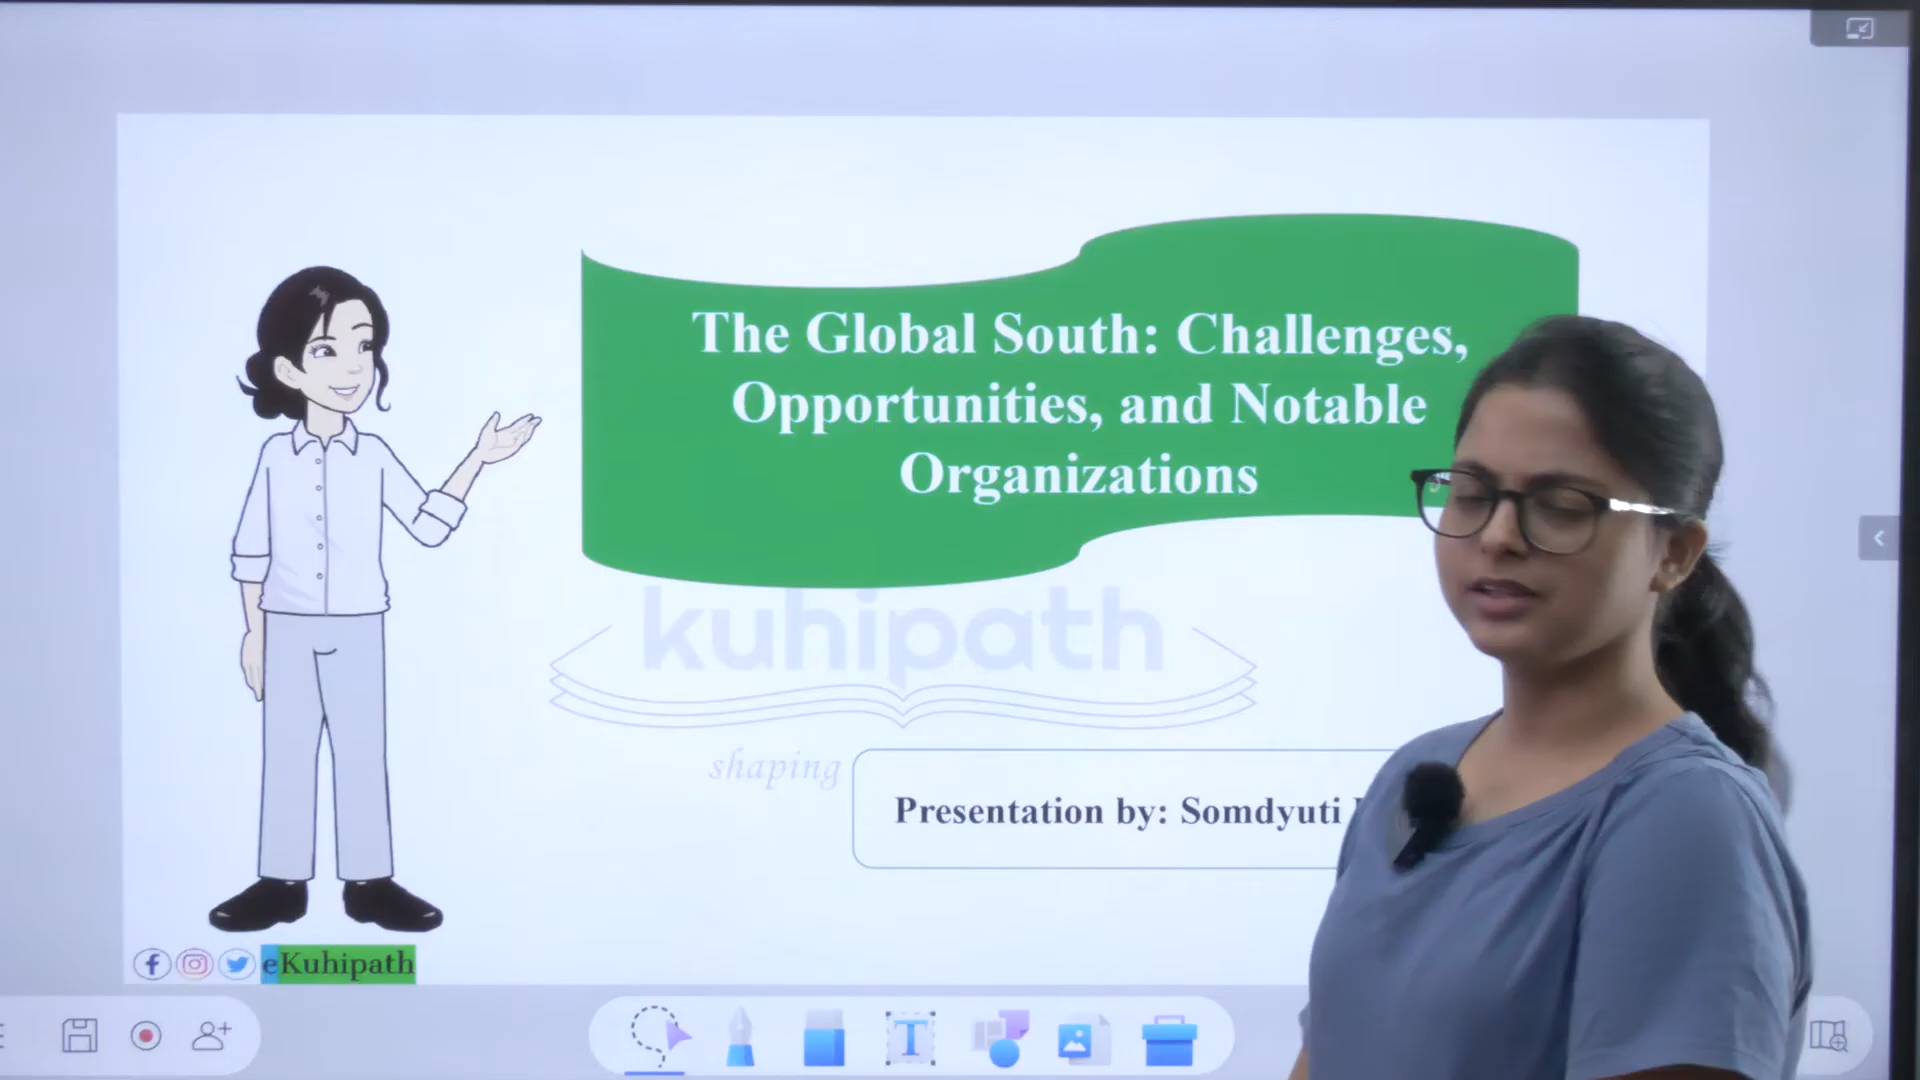 The Global South: Challenges,
Opportunities, and Notable
Organizations
kuhipath
shaping
Presentation by: Somdyuti
eKuhipath